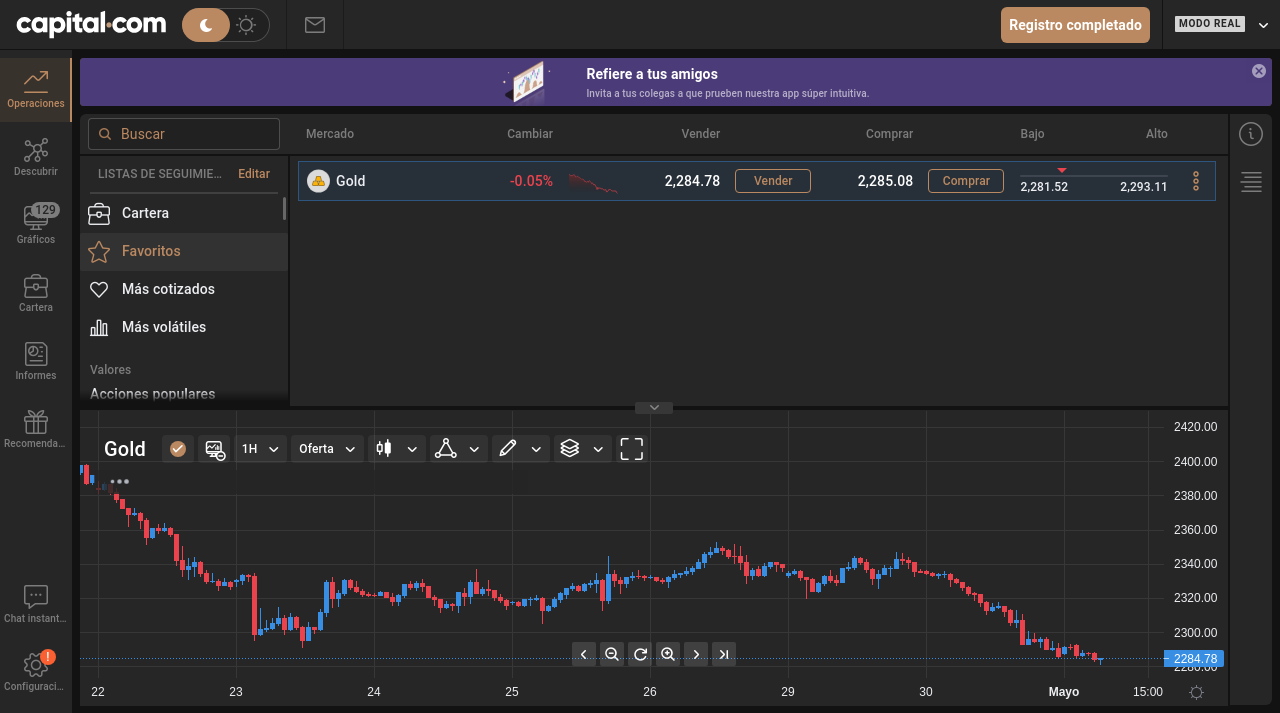 capital.com
Registro completado
MODO REAL
Operaciones
Descubrir
129
Gráficos
Cartera
Informes
Recomenda...
Chat instant...
!
Configuraci...
Refiere a tus amigos
Invita a tus colegas a que prueben nuestra app súper intuitiva.
Buscar
Mercado Cambiar Vender Comprar Bajo Alto
LISTAS DE SEGUIMIE... Editar
Cartera
Favoritos
Más cotizados
Más volátiles
Valores
Acciones populares
Gold -0.05% 2,284.78 Vender 2,285.08 Comprar 2,281.52 2,293.11
Gold 1H Oferta
2420.00
2400.00
2380.00
2360.00
2340.00
2320.00
2300.00
2284.78
2280.00
22 23 24 25 26 29 30 Mayo 15:00